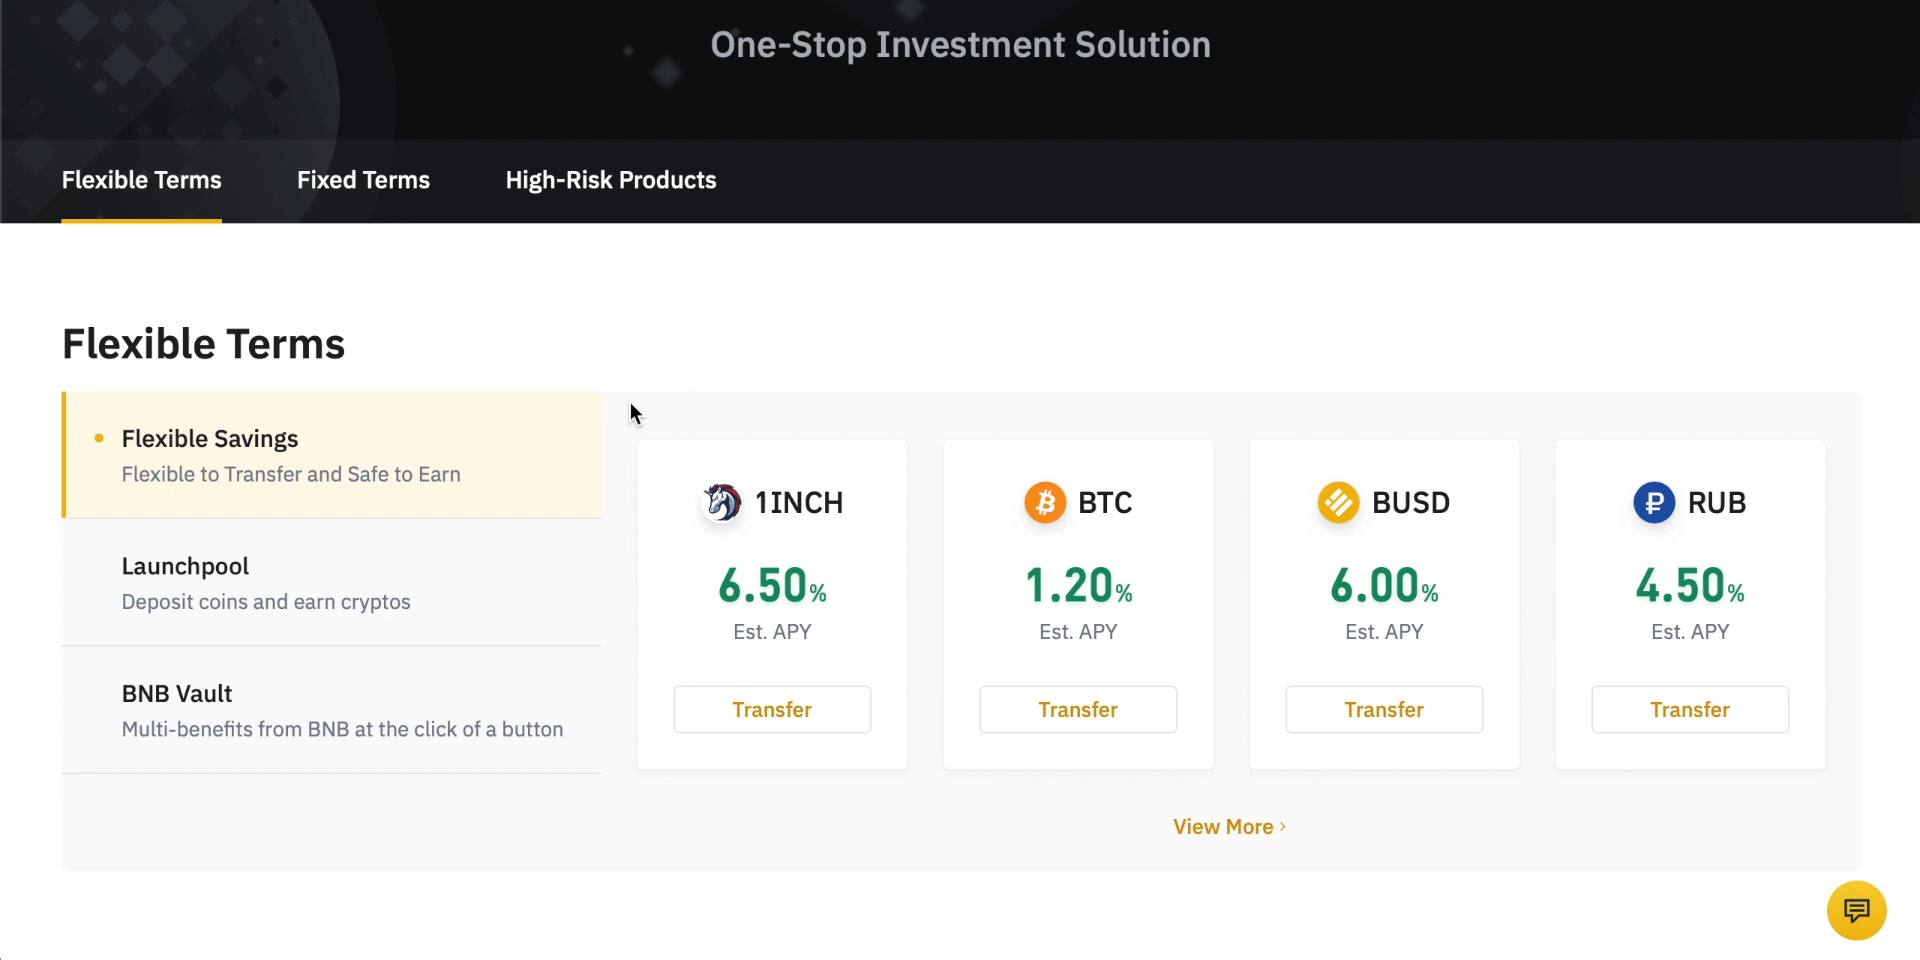 One-Stop Investment Solution
Flexible Terms
Fixed Terms
High-Risk Products
Flexible Terms
Flexible Savings
Flexible to Transfer and Safe to Earn
Launchpool
Deposit coins and earn cryptos
BNB Vault
Multi-benefits from BNB at the click of a button
1INCH
6.50%
Est. APY
Transfer
BTC
1.20%
Est. APY
Transfer
BUSD
6.00%
Est. APY
Transfer
RUB
4.50%
Est. APY
Transfer
View More ›